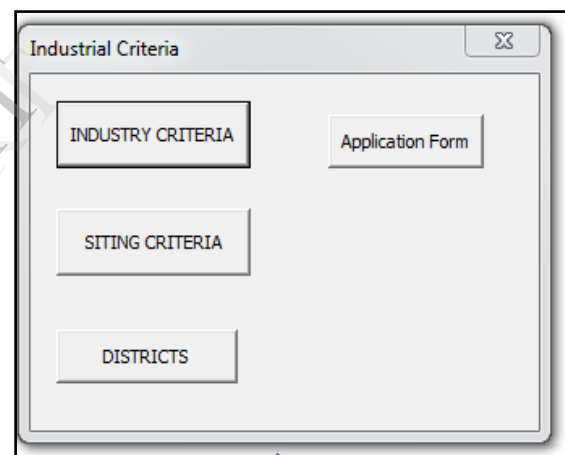 Industrial Criteria
INDUSTRY CRITERIA
Application Form
SITING CRITERIA
DISTRICTS